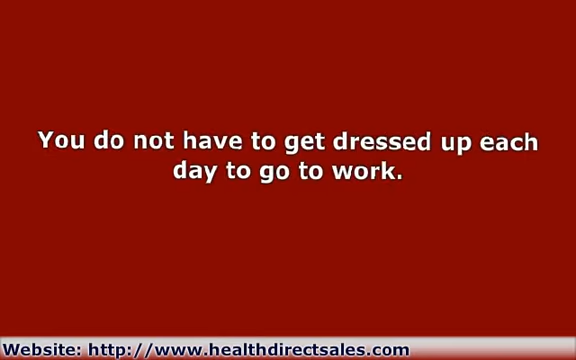 You do not have to get dressed up each
day to go to work.
Website: http://www.healthdirectsales.com